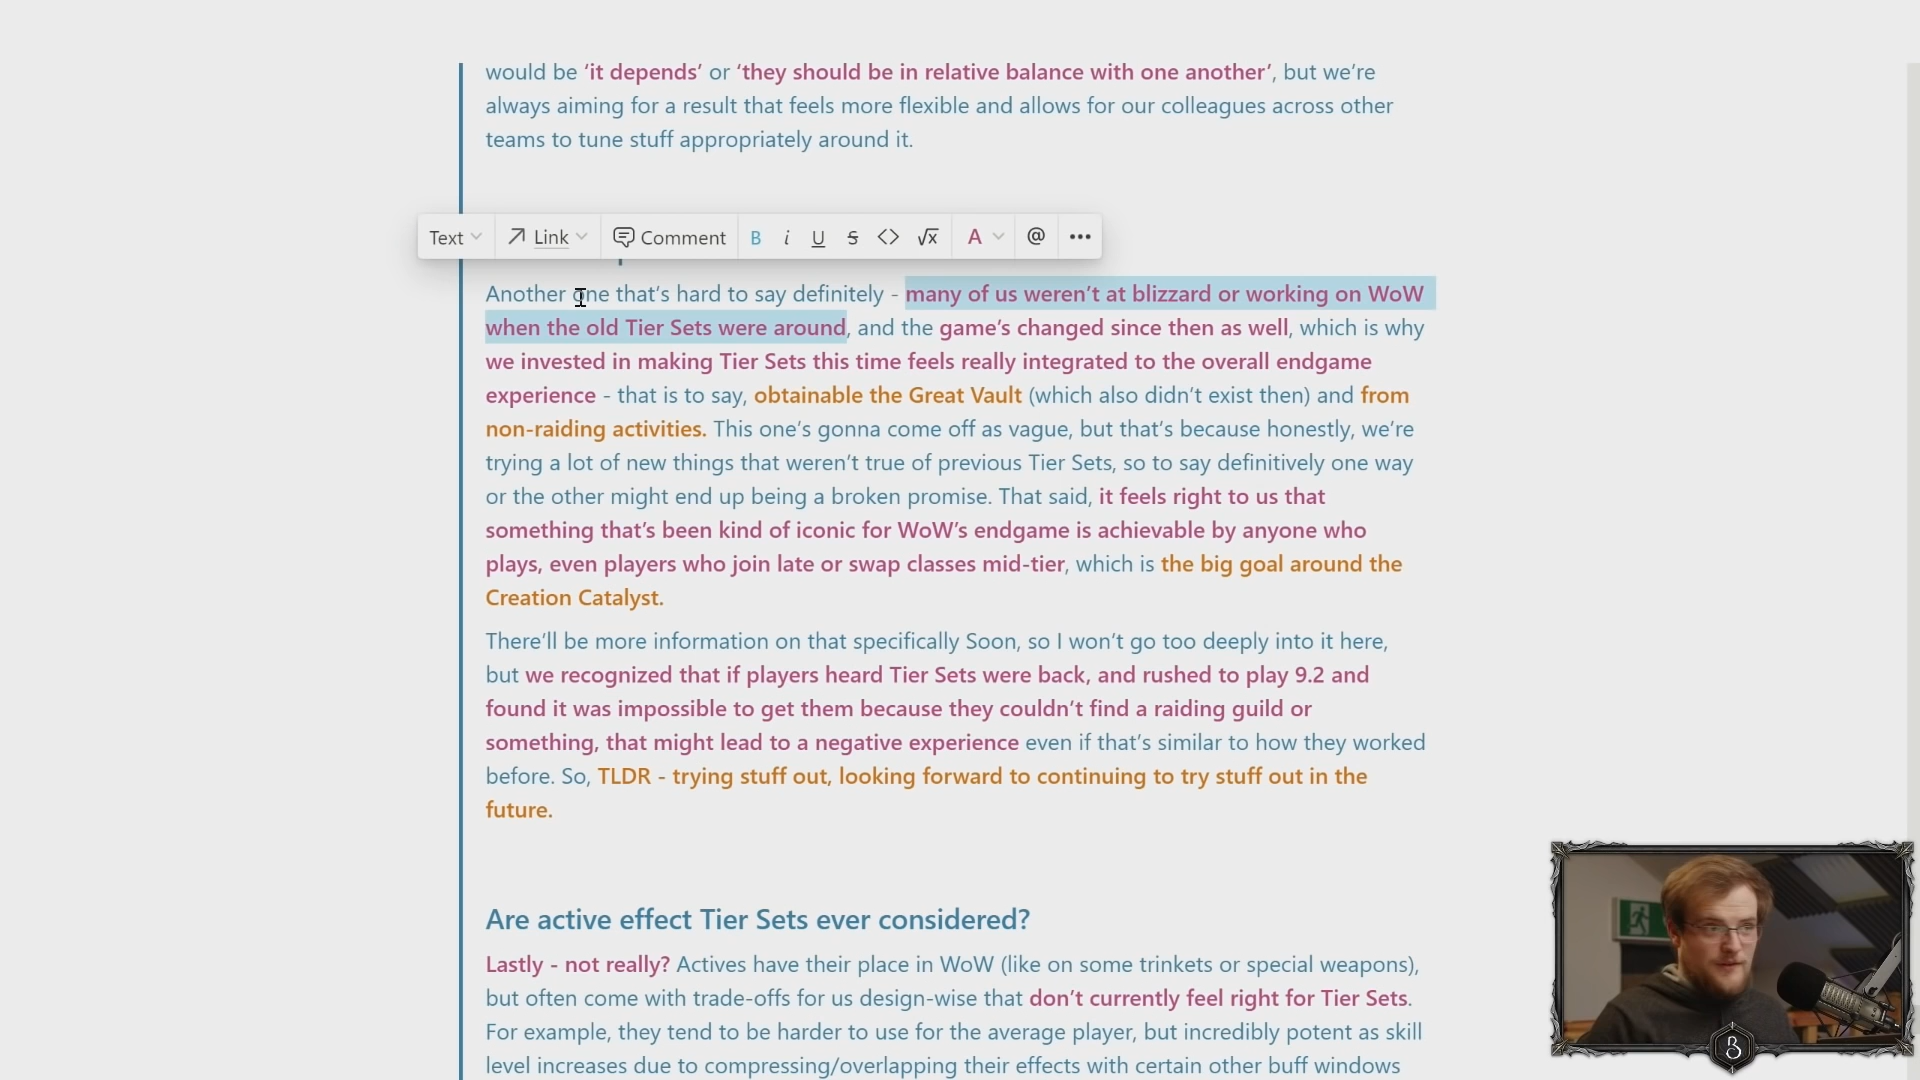 would be ‘it depends’ or ‘they should be in relative balance with one another’, but we’re
always aiming for a result that feels more flexible and allows for our colleagues across other
teams to tune stuff appropriately around it.
Text Link Comment B i U S <> √x A @ •••
Another one that’s hard to say definitely - many of us weren’t at blizzard or working on WoW
when the old Tier Sets were around, and the game’s changed since then as well, which is why
we invested in making Tier Sets this time feels really integrated to the overall endgame
experience - that is to say, obtainable the Great Vault (which also didn’t exist then) and from
non-raiding activities. This one’s gonna come off as vague, but that’s because honestly, we’re
trying a lot of new things that weren’t true of previous Tier Sets, so to say definitively one way
or the other might end up being a broken promise. That said, it feels right to us that
something that’s been kind of iconic for WoW’s endgame is achievable by anyone who
plays, even players who join late or swap classes mid-tier, which is the big goal around the
Creation Catalyst.
There’ll be more information on that specifically Soon, so I won’t go too deeply into it here,
but we recognized that if players heard Tier Sets were back, and rushed to play 9.2 and
found it was impossible to get them because they couldn’t find a raiding guild or
something, that might lead to a negative experience even if that’s similar to how they worked
before. So, TLDR - trying stuff out, looking forward to continuing to try stuff out in the
future.
Are active effect Tier Sets ever considered?
Lastly - not really? Actives have their place in WoW (like on some trinkets or special weapons),
but often come with trade-offs for us design-wise that don’t currently feel right for Tier Sets.
For example, they tend to be harder to use for the average player, but incredibly potent as skill
level increases due to compressing/overlapping their effects with certain other buff windows
B